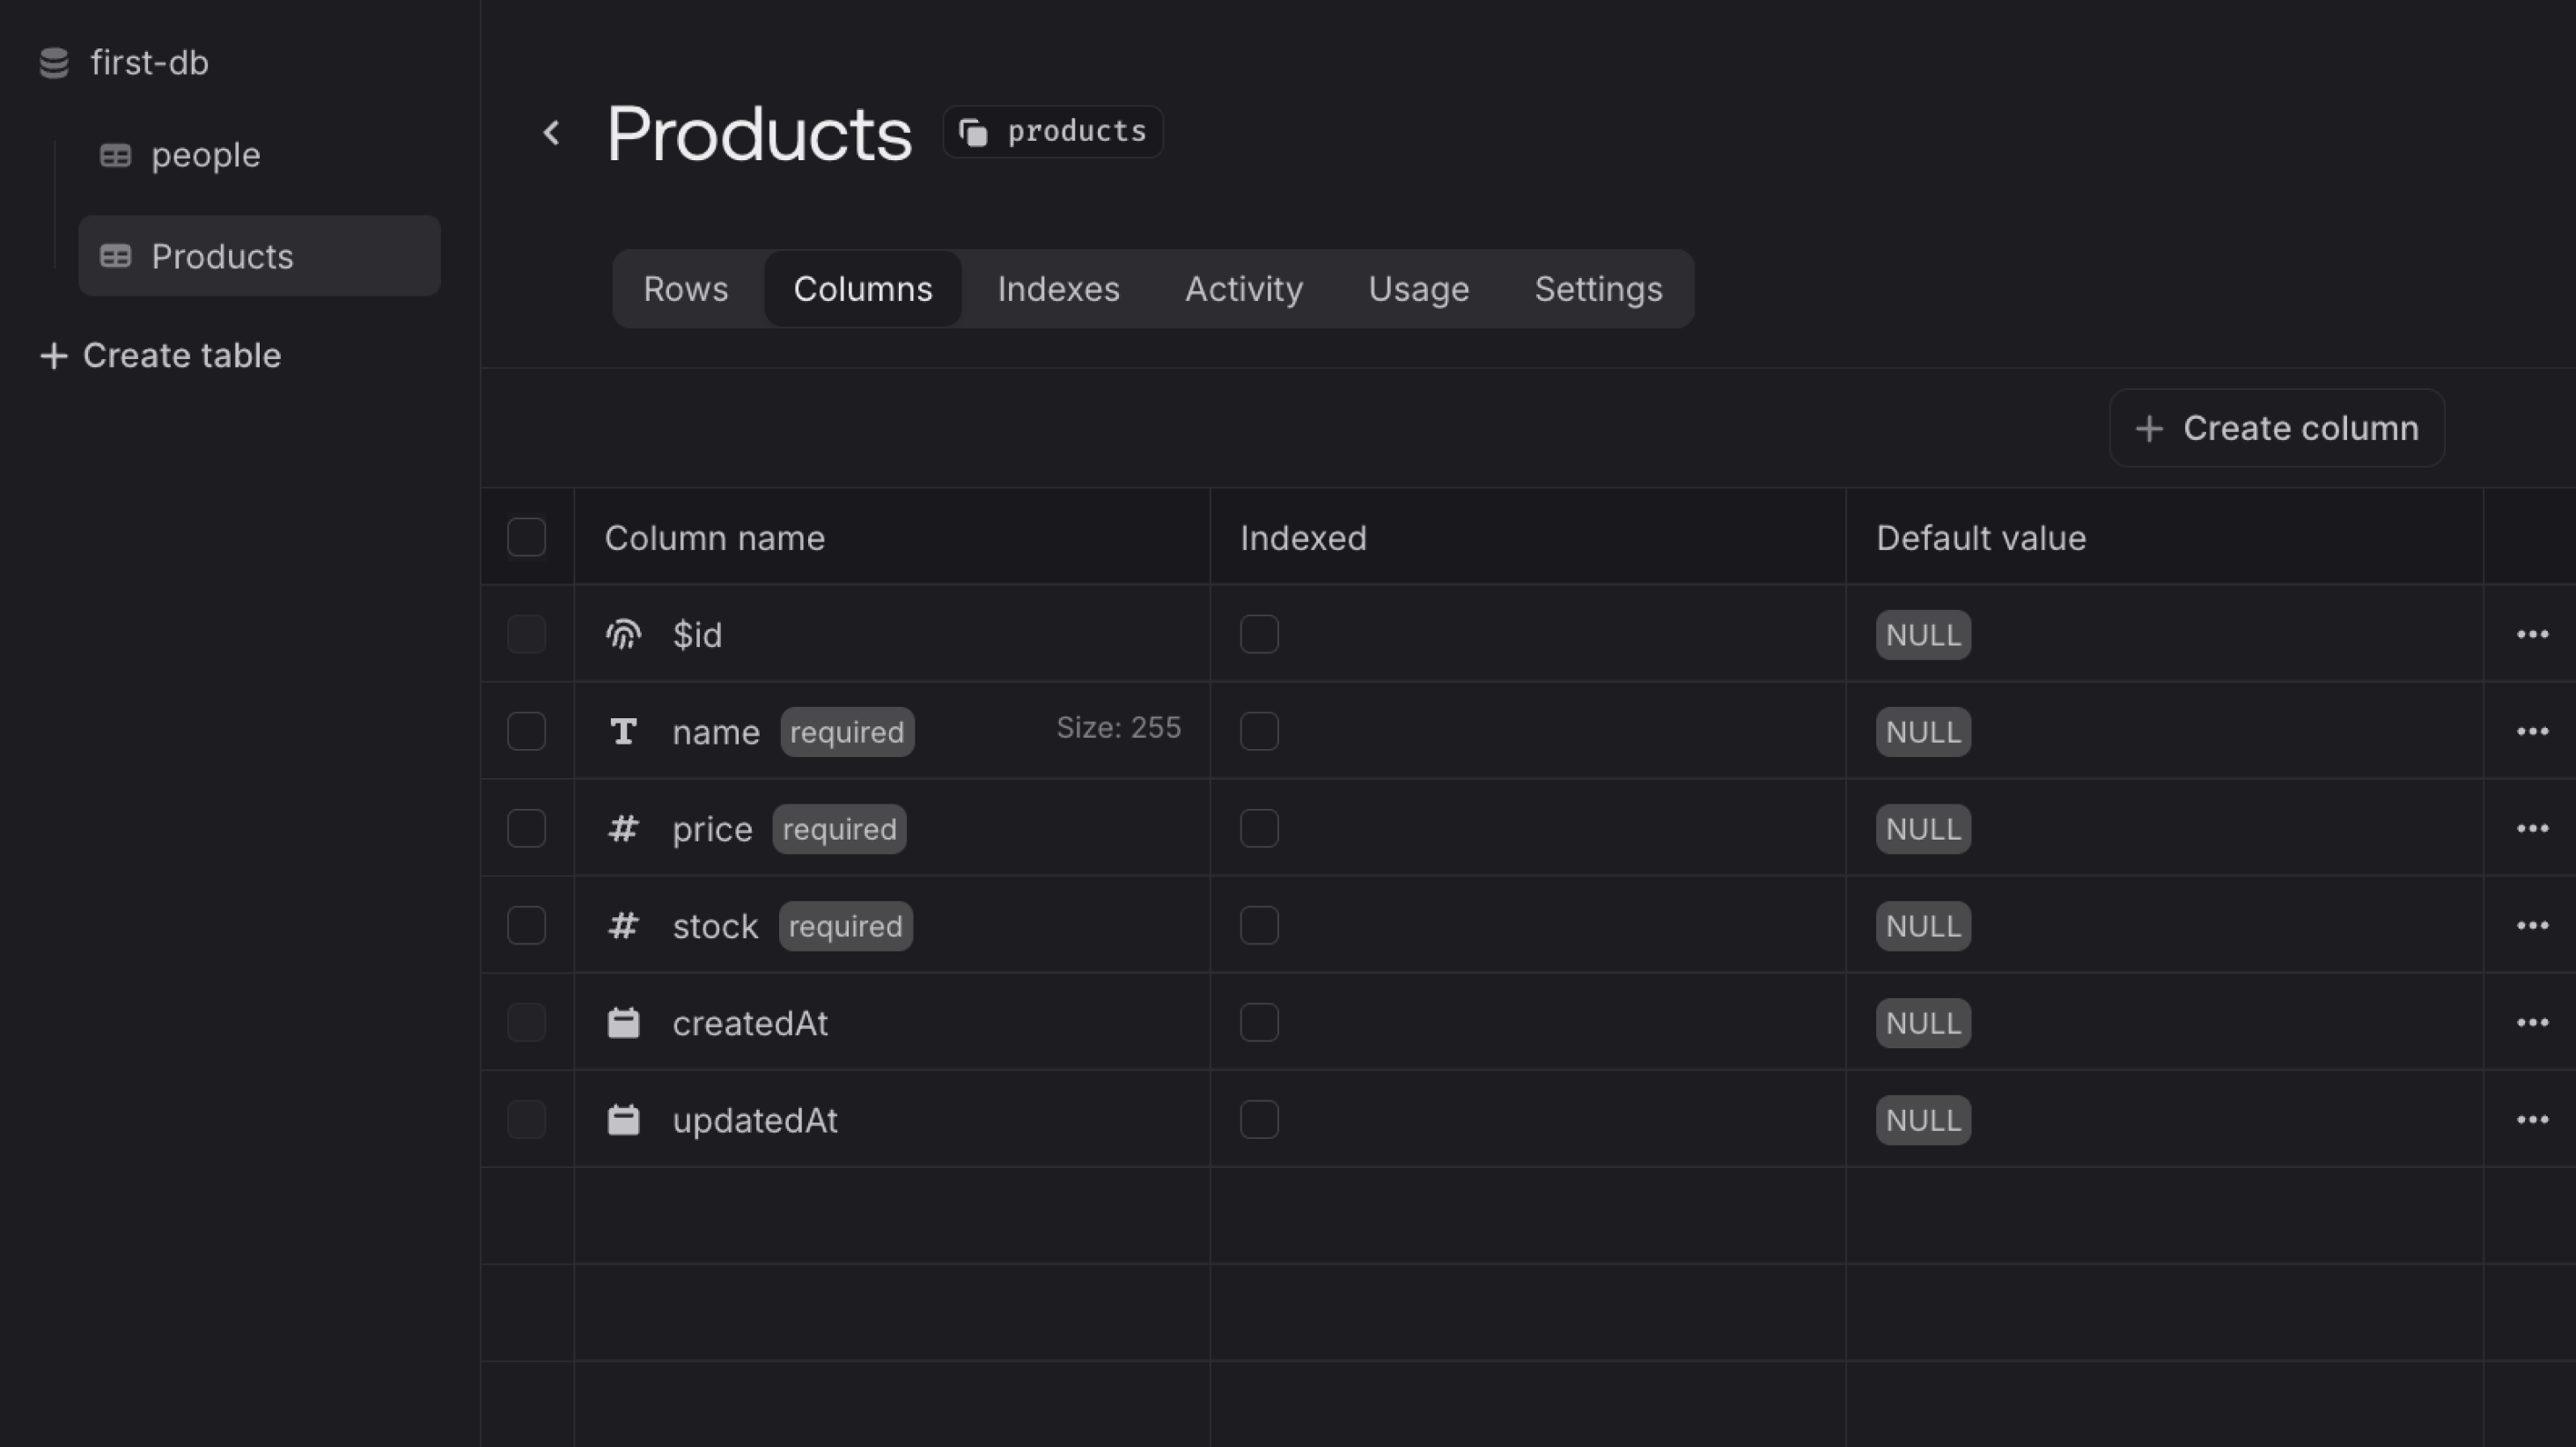 first-db
people
Products
Create table
Products products
Rows Columns Indexes Activity Usage Settings
Create column
Column name Indexed Default value
$id NULL
name required Size: 255 NULL
price required NULL
stock required NULL
createdAt NULL
updatedAt NULL